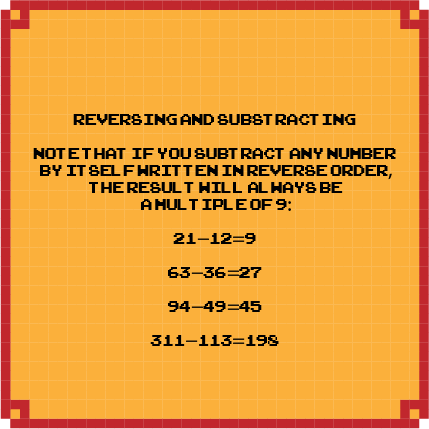 REVERSING AND SUBSTRACTING
NOTE THAT IF YOU SUBTRACT ANY NUMBER
BY ITSELF WRITTEN IN REVERSE ORDER,
THE RESULT WILL ALWAYS BE
A MULTIPLE OF 9:
21-12=9
63-36=27
94-49=45
311-113=198